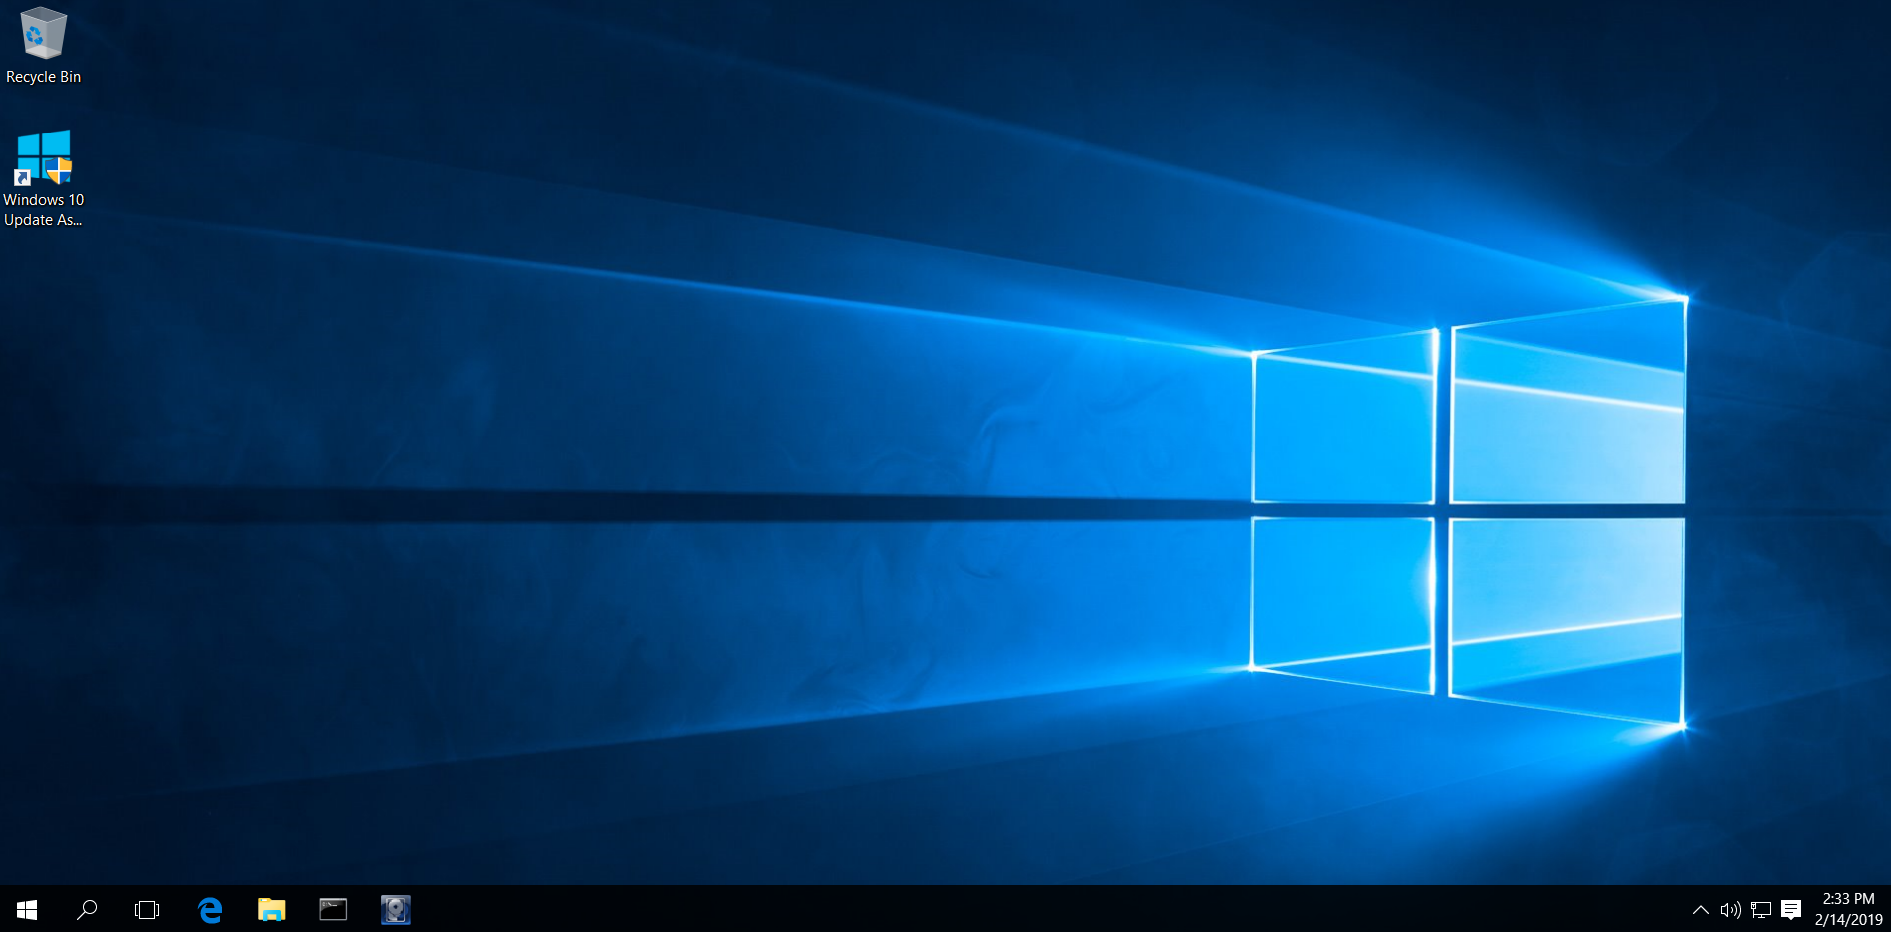 Recycle Bin
Windows 10
Update As...
2:33 PM
2/14/2019